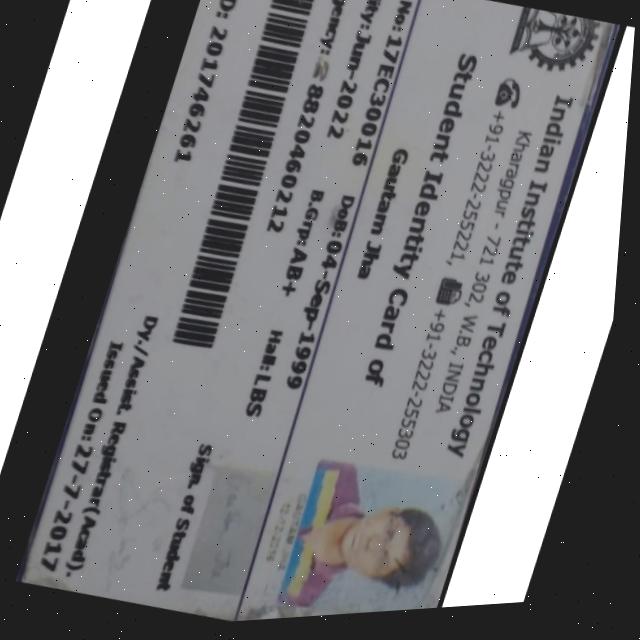 Indian Institute of Technology
Kharagpur - 721 302, W.B., INDIA
+91-3222-255221, +91-3222-255303
Student Identity Card of
Gautam Jha
No: 17EC30016 DoB: 04-Sep-1999
ity: Jun-2022 B.Grp: AB+ Hall: LBS
gency: 8820460212
D: 201746261
Sign. of Student
Dy./Assist. Registrar(Acad).
Issued On: 27-7-2017